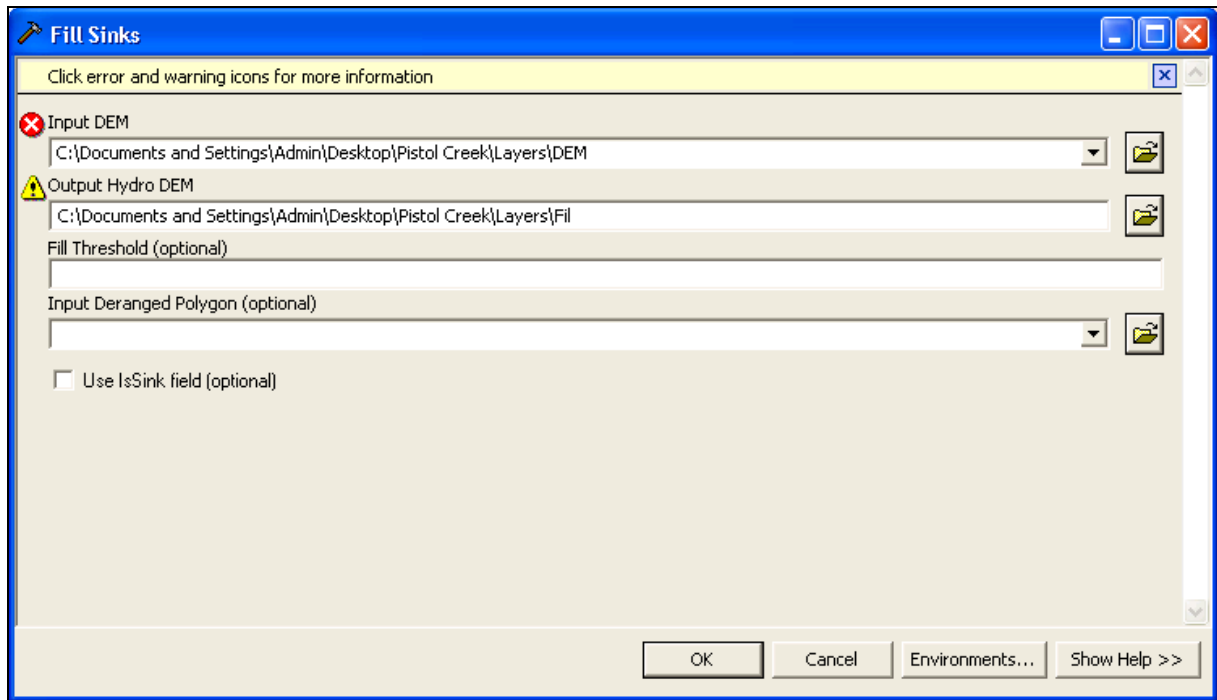 Fill Sinks
Click error and warning icons for more information
Input DEM
C:\Documents and Settings\Admin\Desktop\Pistol Creek\Layers\DEM
Output Hydro DEM
C:\Documents and Settings\Admin\Desktop\Pistol Creek\Layers\Fil
Fill Threshold (optional)
Input Deranged Polygon (optional)
Use IsSink field (optional)
OK Cancel Environments... Show Help >>